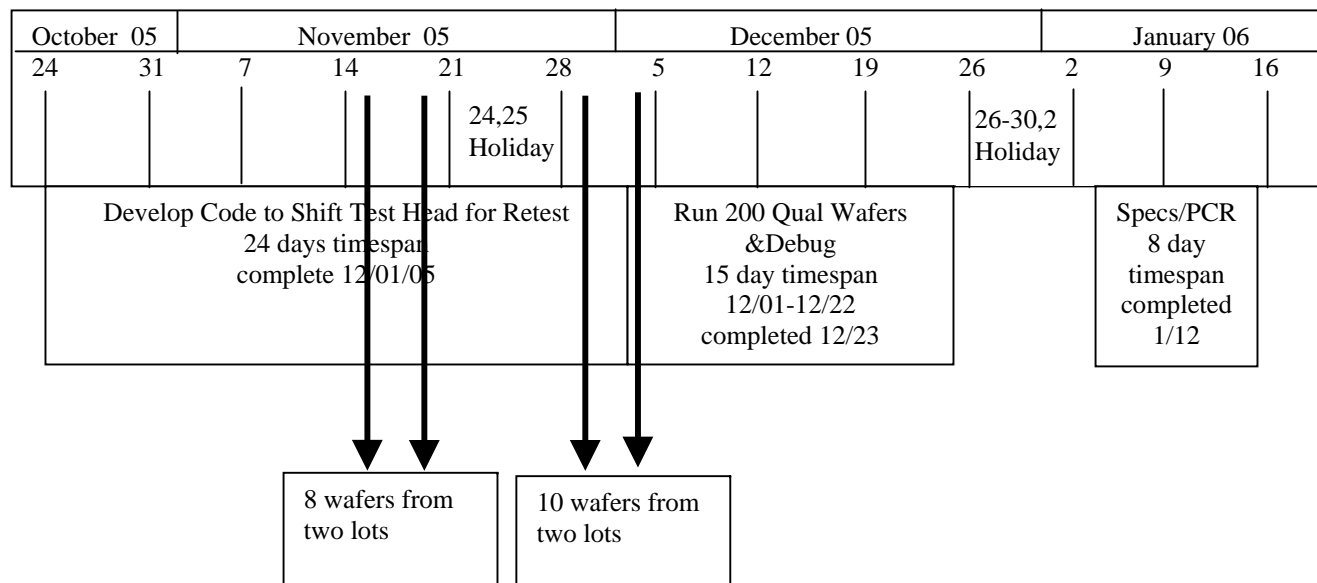 October 05 November 05 December 05 January 06
24 31 7 14 21 28 5 12 19 26 2 9 16
24,25
Holiday
26-30,2
Holiday
Develop Code to Shift Test Head for Retest
24 days timespan
complete 12/01/05
Run 200 Qual Wafers
&Debug
15 day timespan
12/01-12/22
completed 12/23
Specs/PCR
8 day
timespan
completed
1/12
8 wafers from
two lots
10 wafers from
two lots